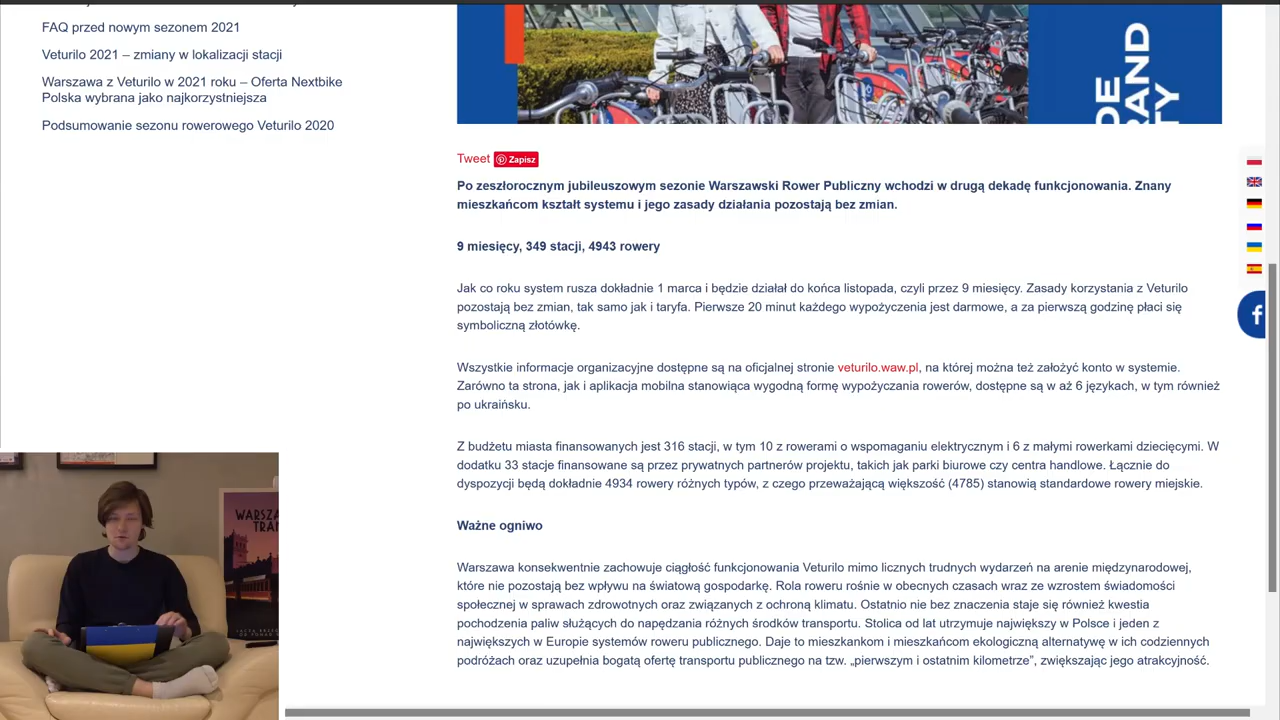 FAQ przed nowym sezonem 2021
Veturilo 2021 – zmiany w lokalizacji stacji
Warszawa z Veturilo w 2021 roku – Oferta Nextbike
Polska wybrana jako najkorzystniejsza
Podsumowanie sezonu rowerowego Veturilo 2020
Tweet Zapisz
Po zeszłorocznym jubileuszowym sezonie Warszawski Rower Publiczny wchodzi w drugą dekadę funkcjonowania. Znany
mieszkańcom kształt systemu i jego zasady działania pozostają bez zmian.
9 miesięcy, 349 stacji, 4943 rowery
Jak co roku system rusza dokładnie 1 marca i będzie działał do końca listopada, czyli przez 9 miesięcy. Zasady korzystania z Veturilo
pozostają bez zmian, tak samo jak i taryfa. Pierwsze 20 minut każdego wypożyczenia jest darmowe, a za pierwszą godzinę płaci się
symboliczną złotówkę.
Wszystkie informacje organizacyjne dostępne są na oficjalnej stronie veturilo.waw.pl, na której można też założyć konto w systemie.
Zarówno ta strona, jak i aplikacja mobilna stanowiąca wygodną formę wypożyczania rowerów, dostępne są w aż 6 językach, w tym również
po ukraińsku.
Z budżetu miasta finansowanych jest 316 stacji, w tym 10 z rowerami o wspomaganiu elektrycznym i 6 z małymi rowerkami dziecięcymi. W
dodatku 33 stacje finansowane są przez prywatnych partnerów projektu, takich jak parki biurowe czy centra handlowe. Łącznie do
dyspozycji będą dokładnie 4934 rowery różnych typów, z czego przeważającą większość (4785) stanowią standardowe rowery miejskie.
Ważne ogniwo
Warszawa konsekwentnie zachowuje ciągłość funkcjonowania Veturilo mimo licznych trudnych wydarzeń na arenie międzynarodowej,
które nie pozostają bez wpływu na światową gospodarkę. Rola roweru rośnie w obecnych czasach wraz ze wzrostem świadomości
społecznej w sprawach zdrowotnych oraz związanych z ochroną klimatu. Ostatnio nie bez znaczenia staje się również kwestia
pochodzenia paliw służących do napędzania różnych środków transportu. Stolica od lat utrzymuje największy w Polsce i jeden z
największych w Europie systemów roweru publicznego. Daje to mieszkankom i mieszkańcom ekologiczną alternatywę w ich codziennych
podróżach oraz uzupełnia bogatą ofertę transportu publicznego na tzw. „pierwszym i ostatnim kilometrze”, zwiększając jego atrakcyjność.